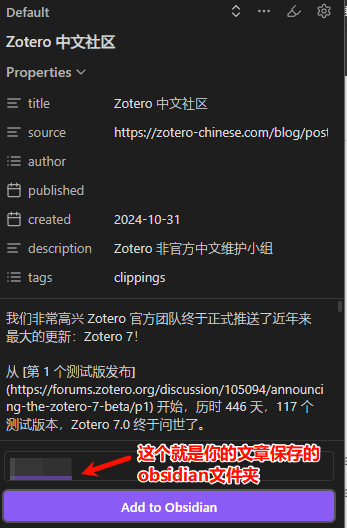 Default
Zotero 中文社区
Properties
title Zotero 中文社区
source https://zotero-chinese.com/blog/post
author
published
created 2024-10-31
description Zotero 非官方中文维护小组
tags clippings
我们非常高兴 Zotero 官方团队终于正式推送了近年来
最大的更新：Zotero 7！
从 [第 1 个测试版发布]
(https://forums.zotero.org/discussion/105094/announci
ng-the-zotero-7-beta/p1) 开始，历时 446 天，117 个
测试版本，Zotero 7.0 终于问世了。
这个就是你的文章保存的
obsidian文件夹
Add to Obsidian